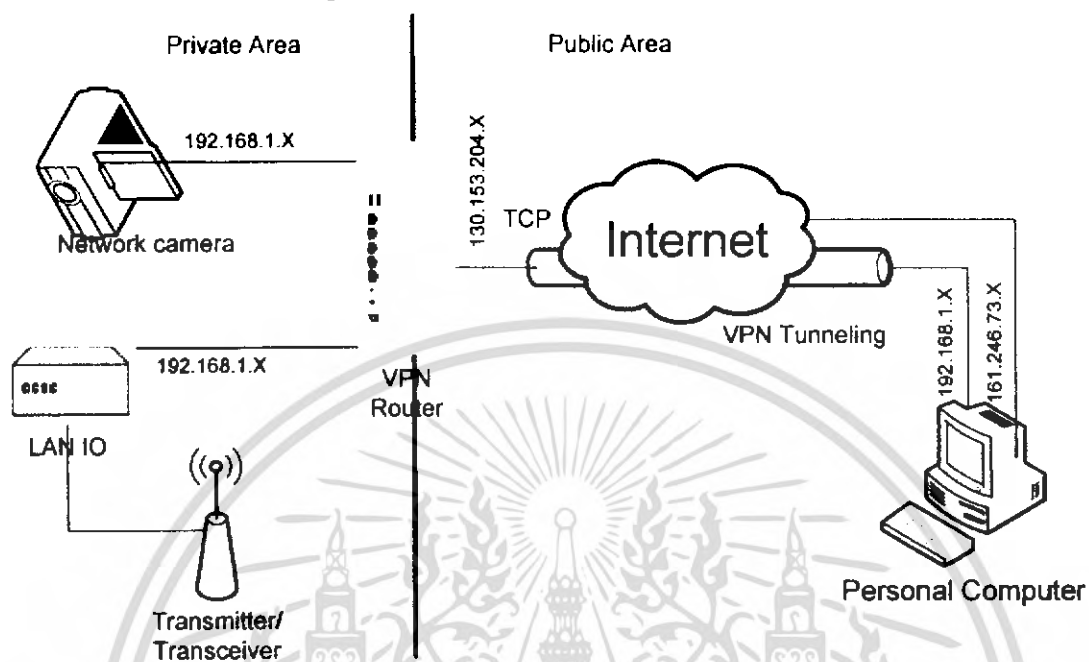 Private Area
Public Area
192.168.1.X
130.153.204.X
Network camera
TCP
Internet
VPN Tunneling
192.168.1.X
161.246.73.X
192.168.1.X
VPN
Router
LAN IO
Transmitter/
Transceiver
Personal Computer